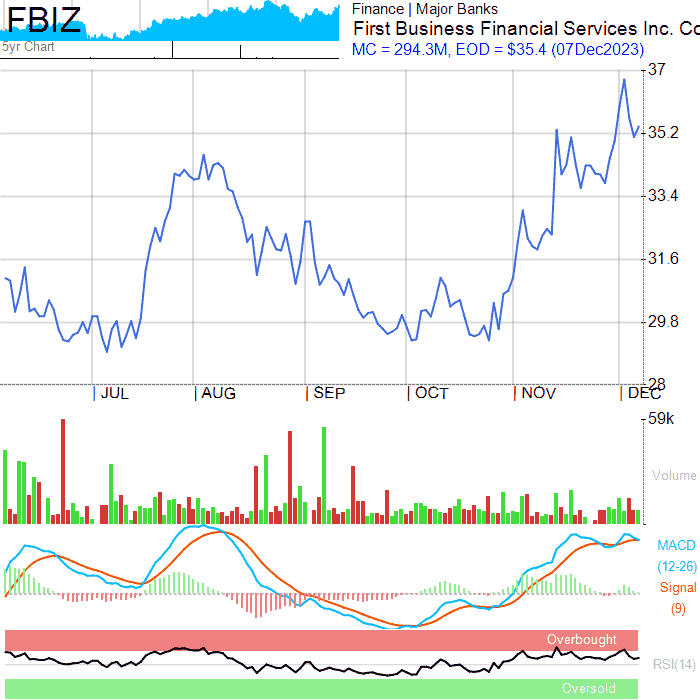 FBIZ
5yr Chart
Finance | Major Banks
First Business Financial Services Inc. Co
MC = 294.3M, EOD = $35.4 (07Dec2023)
37
35.2
33.4
31.6
29.8
28
JUL
AUG
SEP
OCT
NOV
DEC
59k
Volume
MACD
(12-26)
Signal
(9)
Overbought
RSI(14)
Oversold